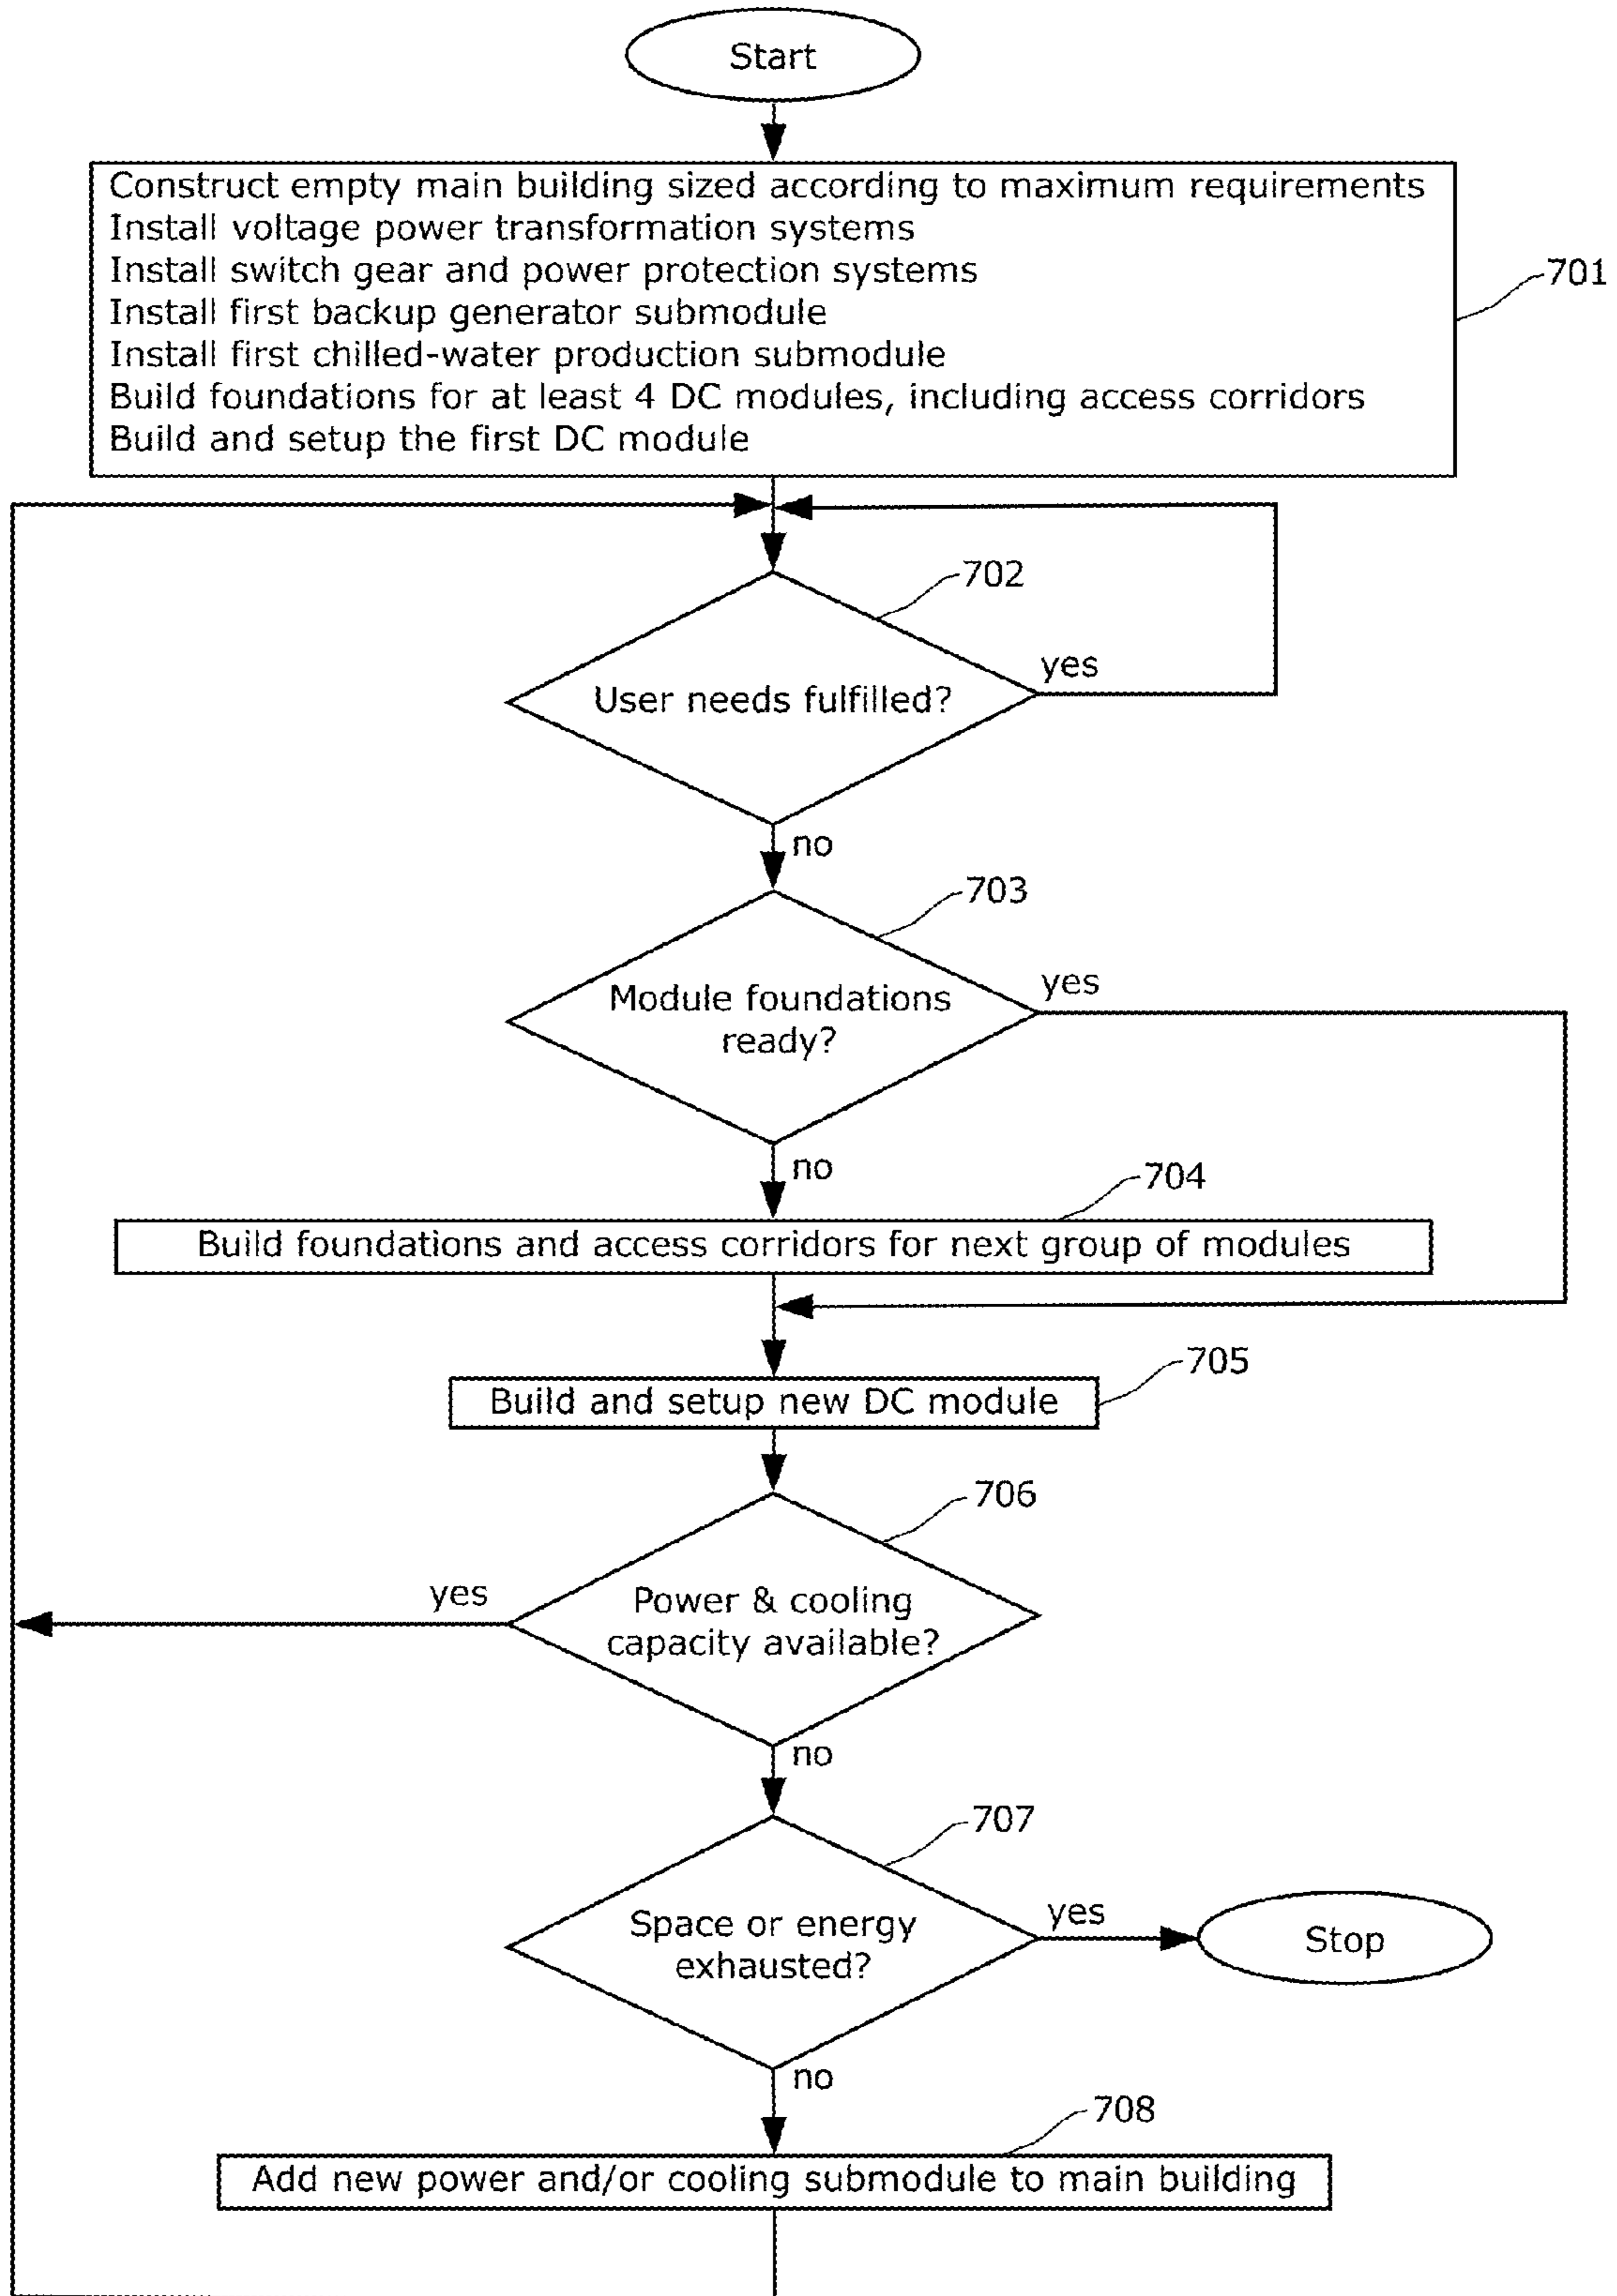 Start
Construct empty main building sized according to maximum requirements
Install voltage power transformation systems
Install switch gear and power protection systems
Install first backup generator submodule
Install first chilled-water production submodule
Build foundations for at least 4 DC modules, including access corridors
Build and setup the first DC module
701
702
User needs fulfilled?
yes
no
703
Module foundations
ready?
yes
no
704
Build foundations and access corridors for next group of modules
705
Build and setup new DC module
706
Power & cooling
capacity available?
yes
no
707
Space or energy
exhausted?
yes
Stop
no
708
Add new power and/or cooling submodule to main building